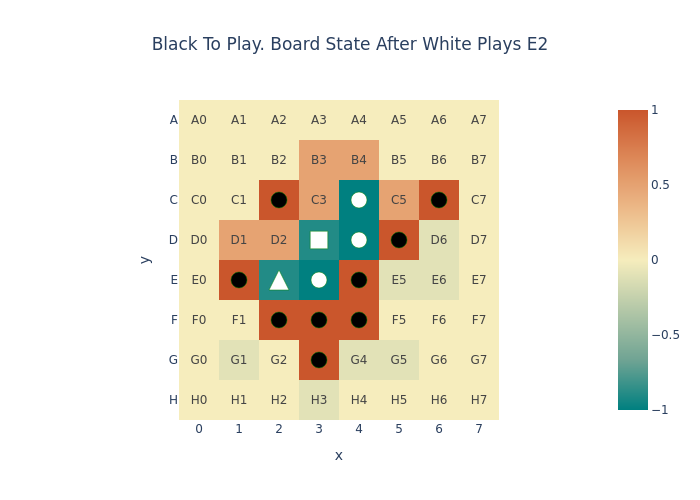 Black To Play. Board State After White Plays E2
A A0 A1 A2 A3 A4 A5 A6 A7
B B0 B1 B2 B3 B4 B5 B6 B7
C C0 C1 C3 C5 C7
D D0 D1 D2 D6 D7
E E0 E5 E6 E7
F F0 F1 F5 F6 F7
G G0 G1 G2 G4 G5 G6 G7
H H0 H1 H2 H3 H4 H5 H6 H7
0 1 2 3 4 5 6 7
x
y
1
0.5
0
−0.5
−1